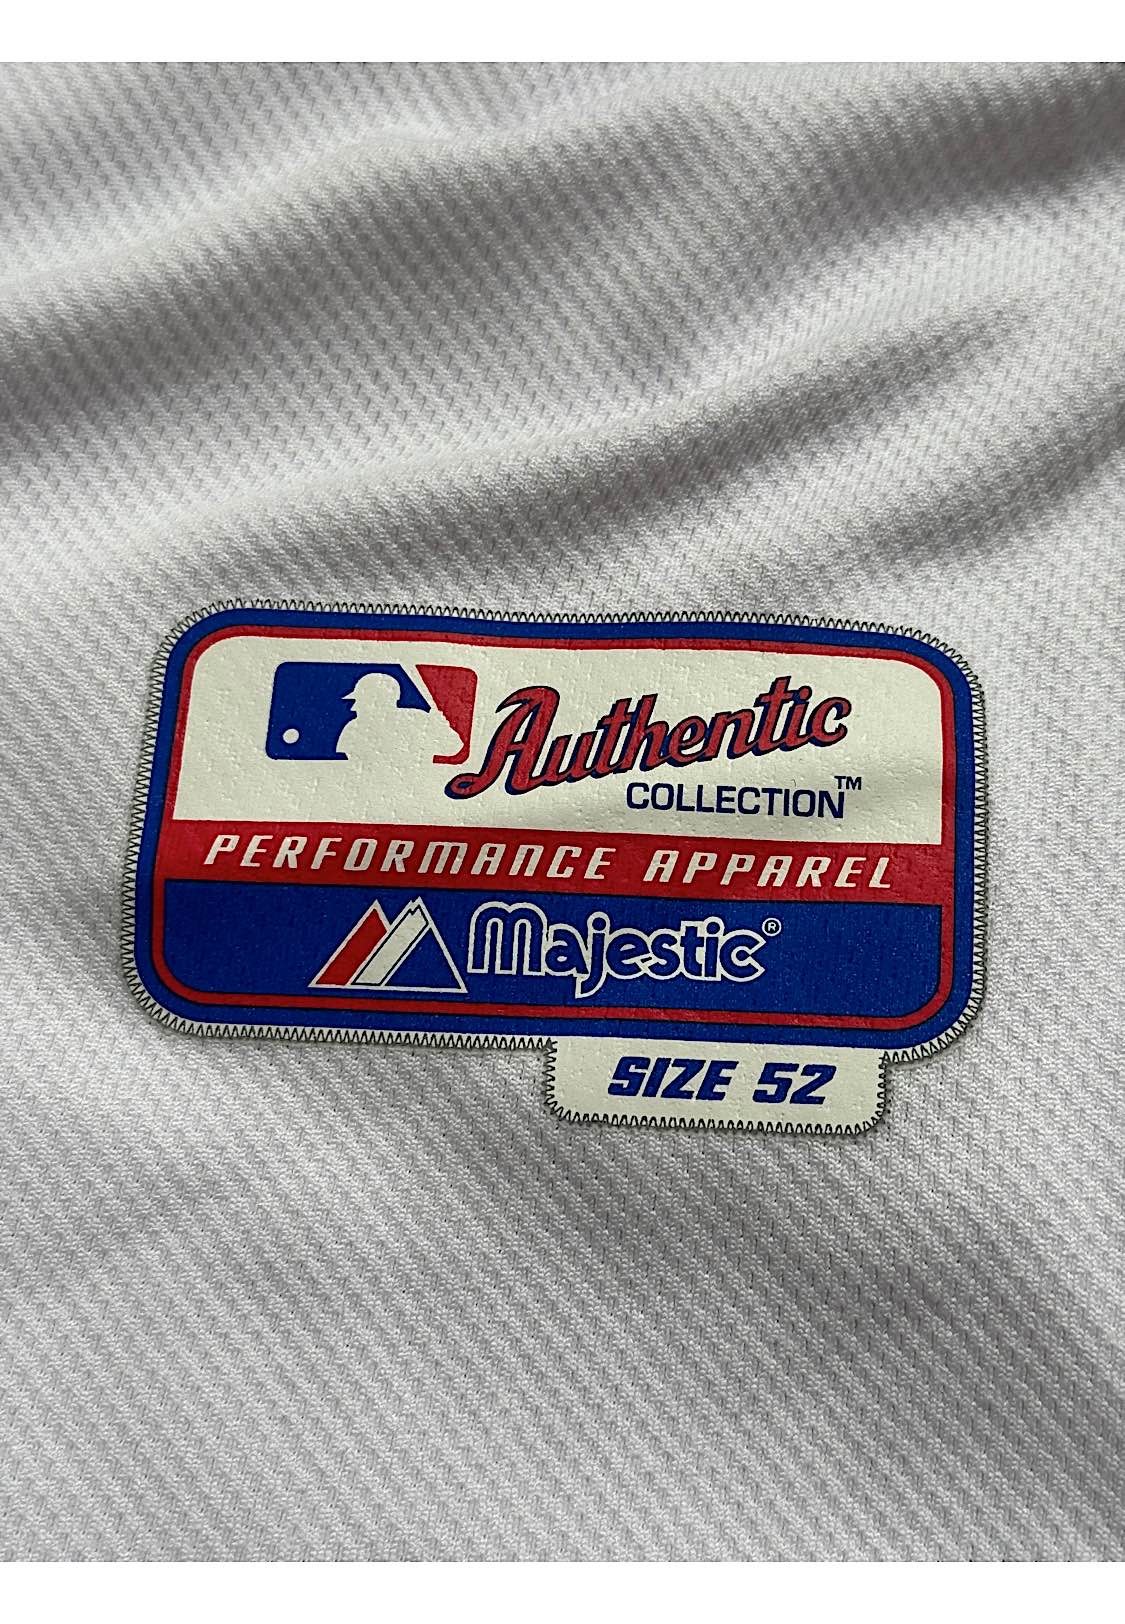 Authentic
COLLECTION™
PERFORMANCE APPAREL
Majestic®
SIZE 52